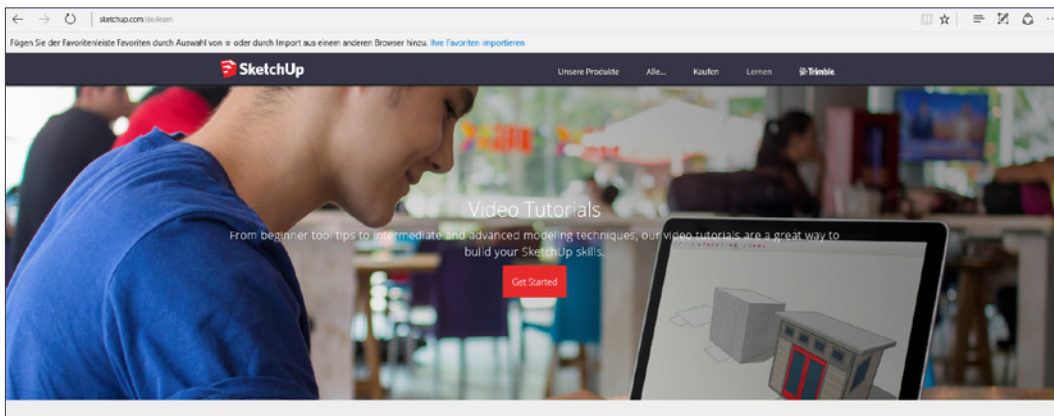 sketchup.com/de/learn
Fügen Sie der Favoritenleiste Favoriten durch Auswahl von ☆ oder durch Import aus einem anderen Browser hinzu. Ihre Favoriten importieren
SketchUp Unsere Produkte Alle... Kaufen Lernen Trimble
Video Tutorials
From beginner tool tips to intermediate and advanced modeling techniques, our video tutorials are a great way to
build your SketchUp skills.
Get Started